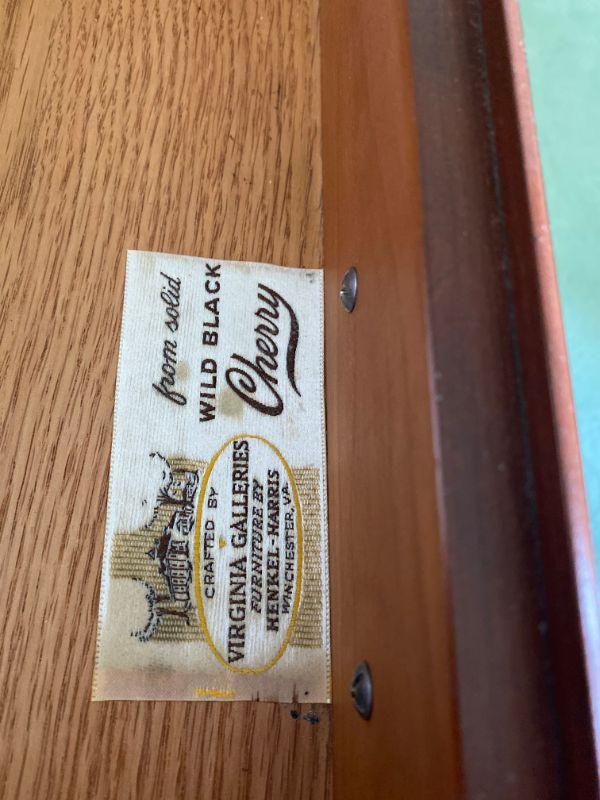 CRAFTED BY
VIRGINIA GALLERIES
FURNITURE BY
HENKEL-HARRIS
WINCHESTER, VA.
from solid
WILD BLACK
Cherry